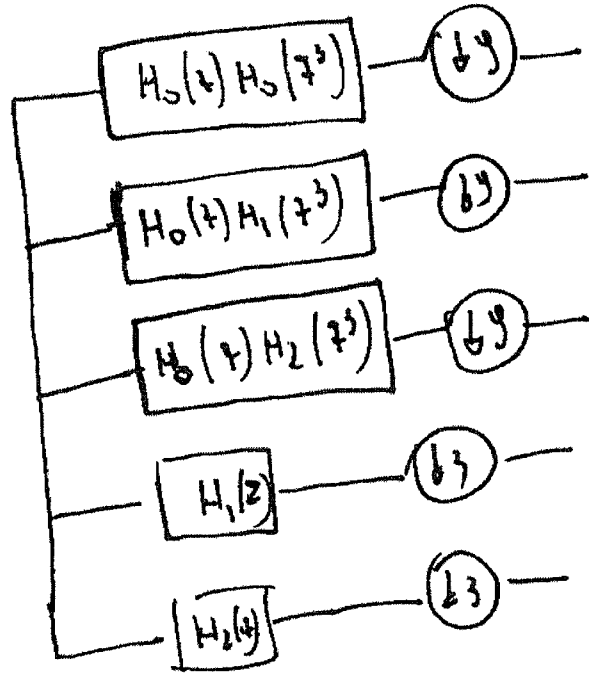 H₀(z) H₀(z³) ↓9
H₀(z) H₁(z³) ↓9
H₀(z) H₂(z³) ↓9
H₁(z) ↓3
H₂(z) ↓3